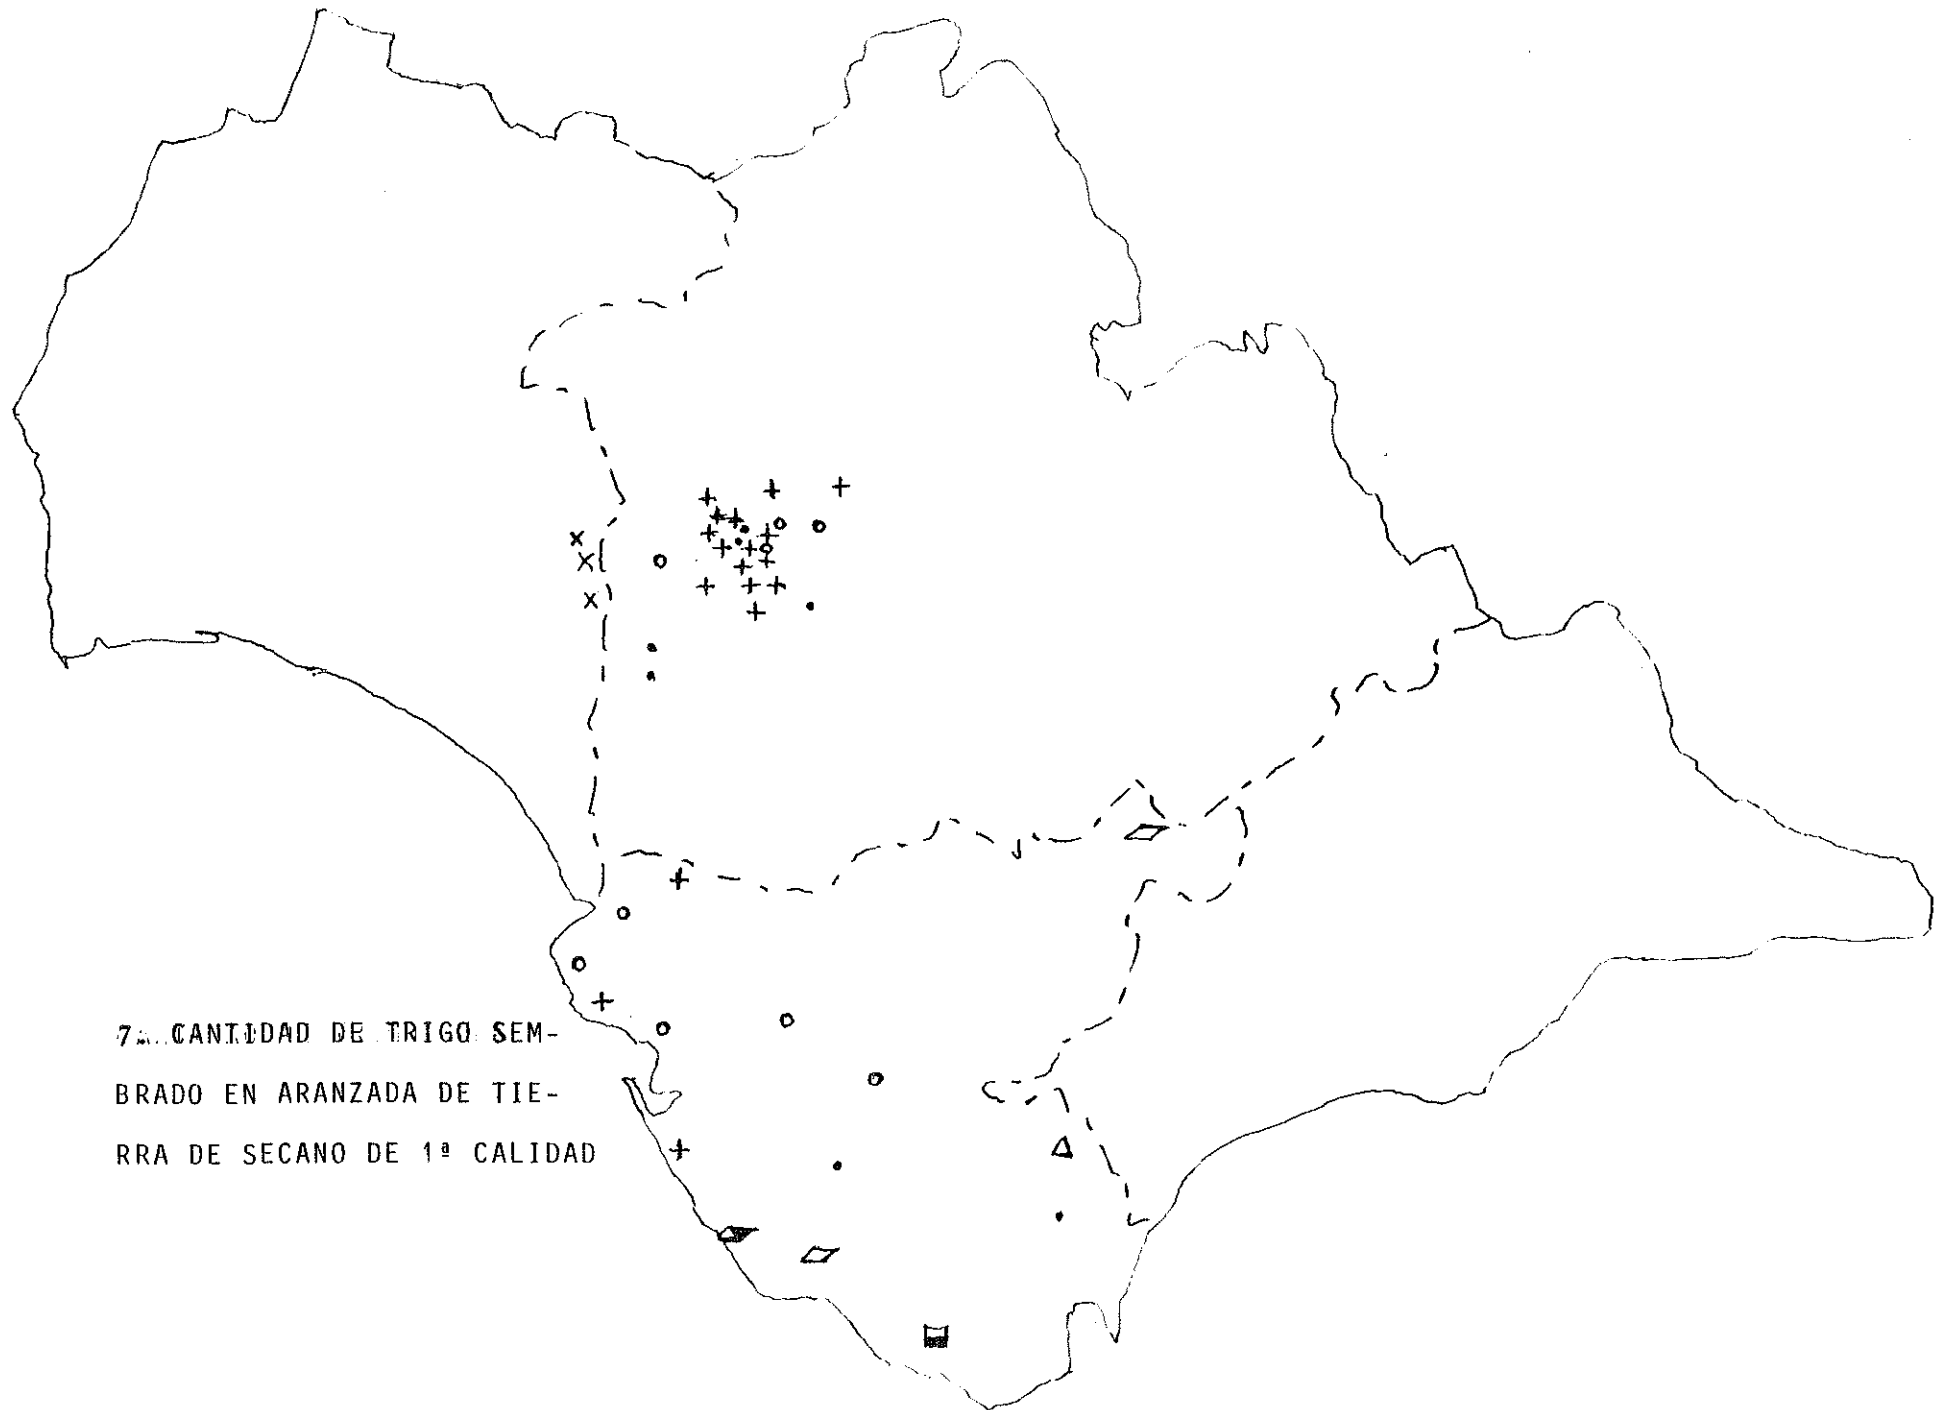 7. CANTIDAD DE TRIGO SEM-
BRADO EN ARANZADA DE TIE-
RRA DE SECANO DE 1ª CALIDAD